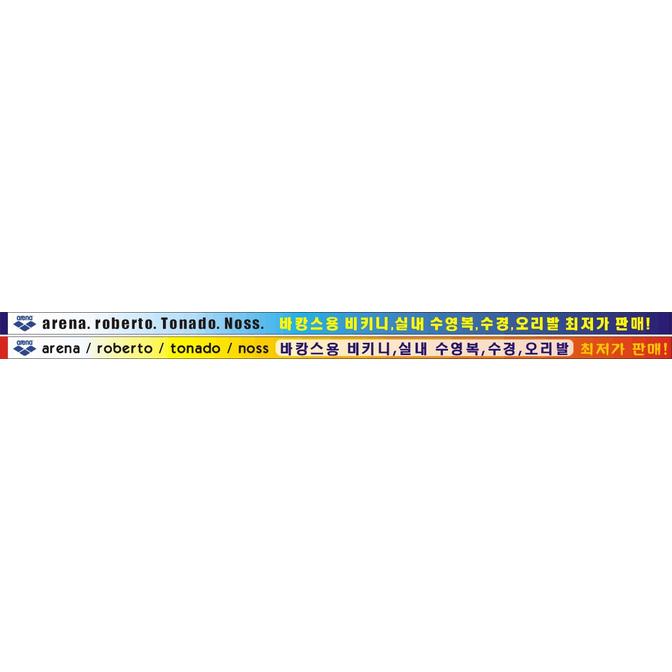 arena arena. roberto. Tonado. Noss. 바캉스용 비키니,실내 수영복,수경,오리발 최저가 판매!
arena arena / roberto / tonado / noss 바캉스용 비키니,실내 수영복,수경,오리발 최저가 판매!